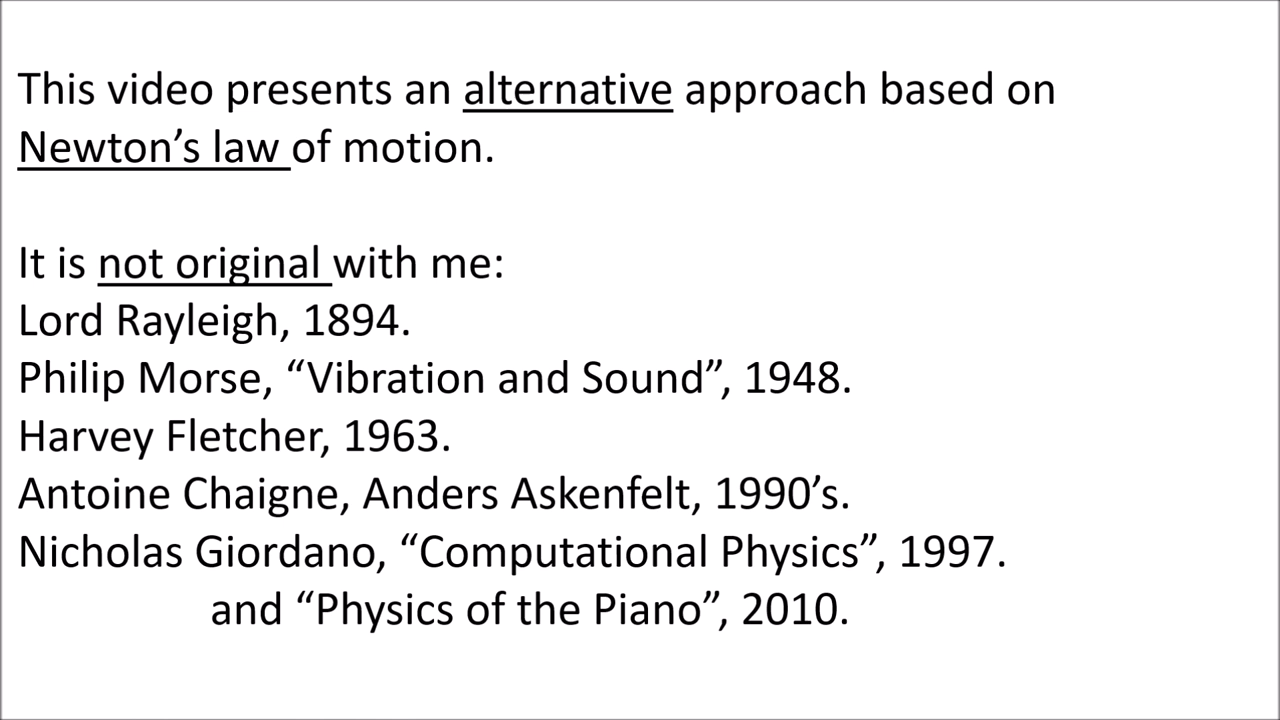 This video presents an alternative approach based on
Newton’s law of motion.
It is not original with me:
Lord Rayleigh, 1894.
Philip Morse, “Vibration and Sound”, 1948.
Harvey Fletcher, 1963.
Antoine Chaigne, Anders Askenfelt, 1990’s.
Nicholas Giordano, “Computational Physics”, 1997.
and “Physics of the Piano”, 2010.